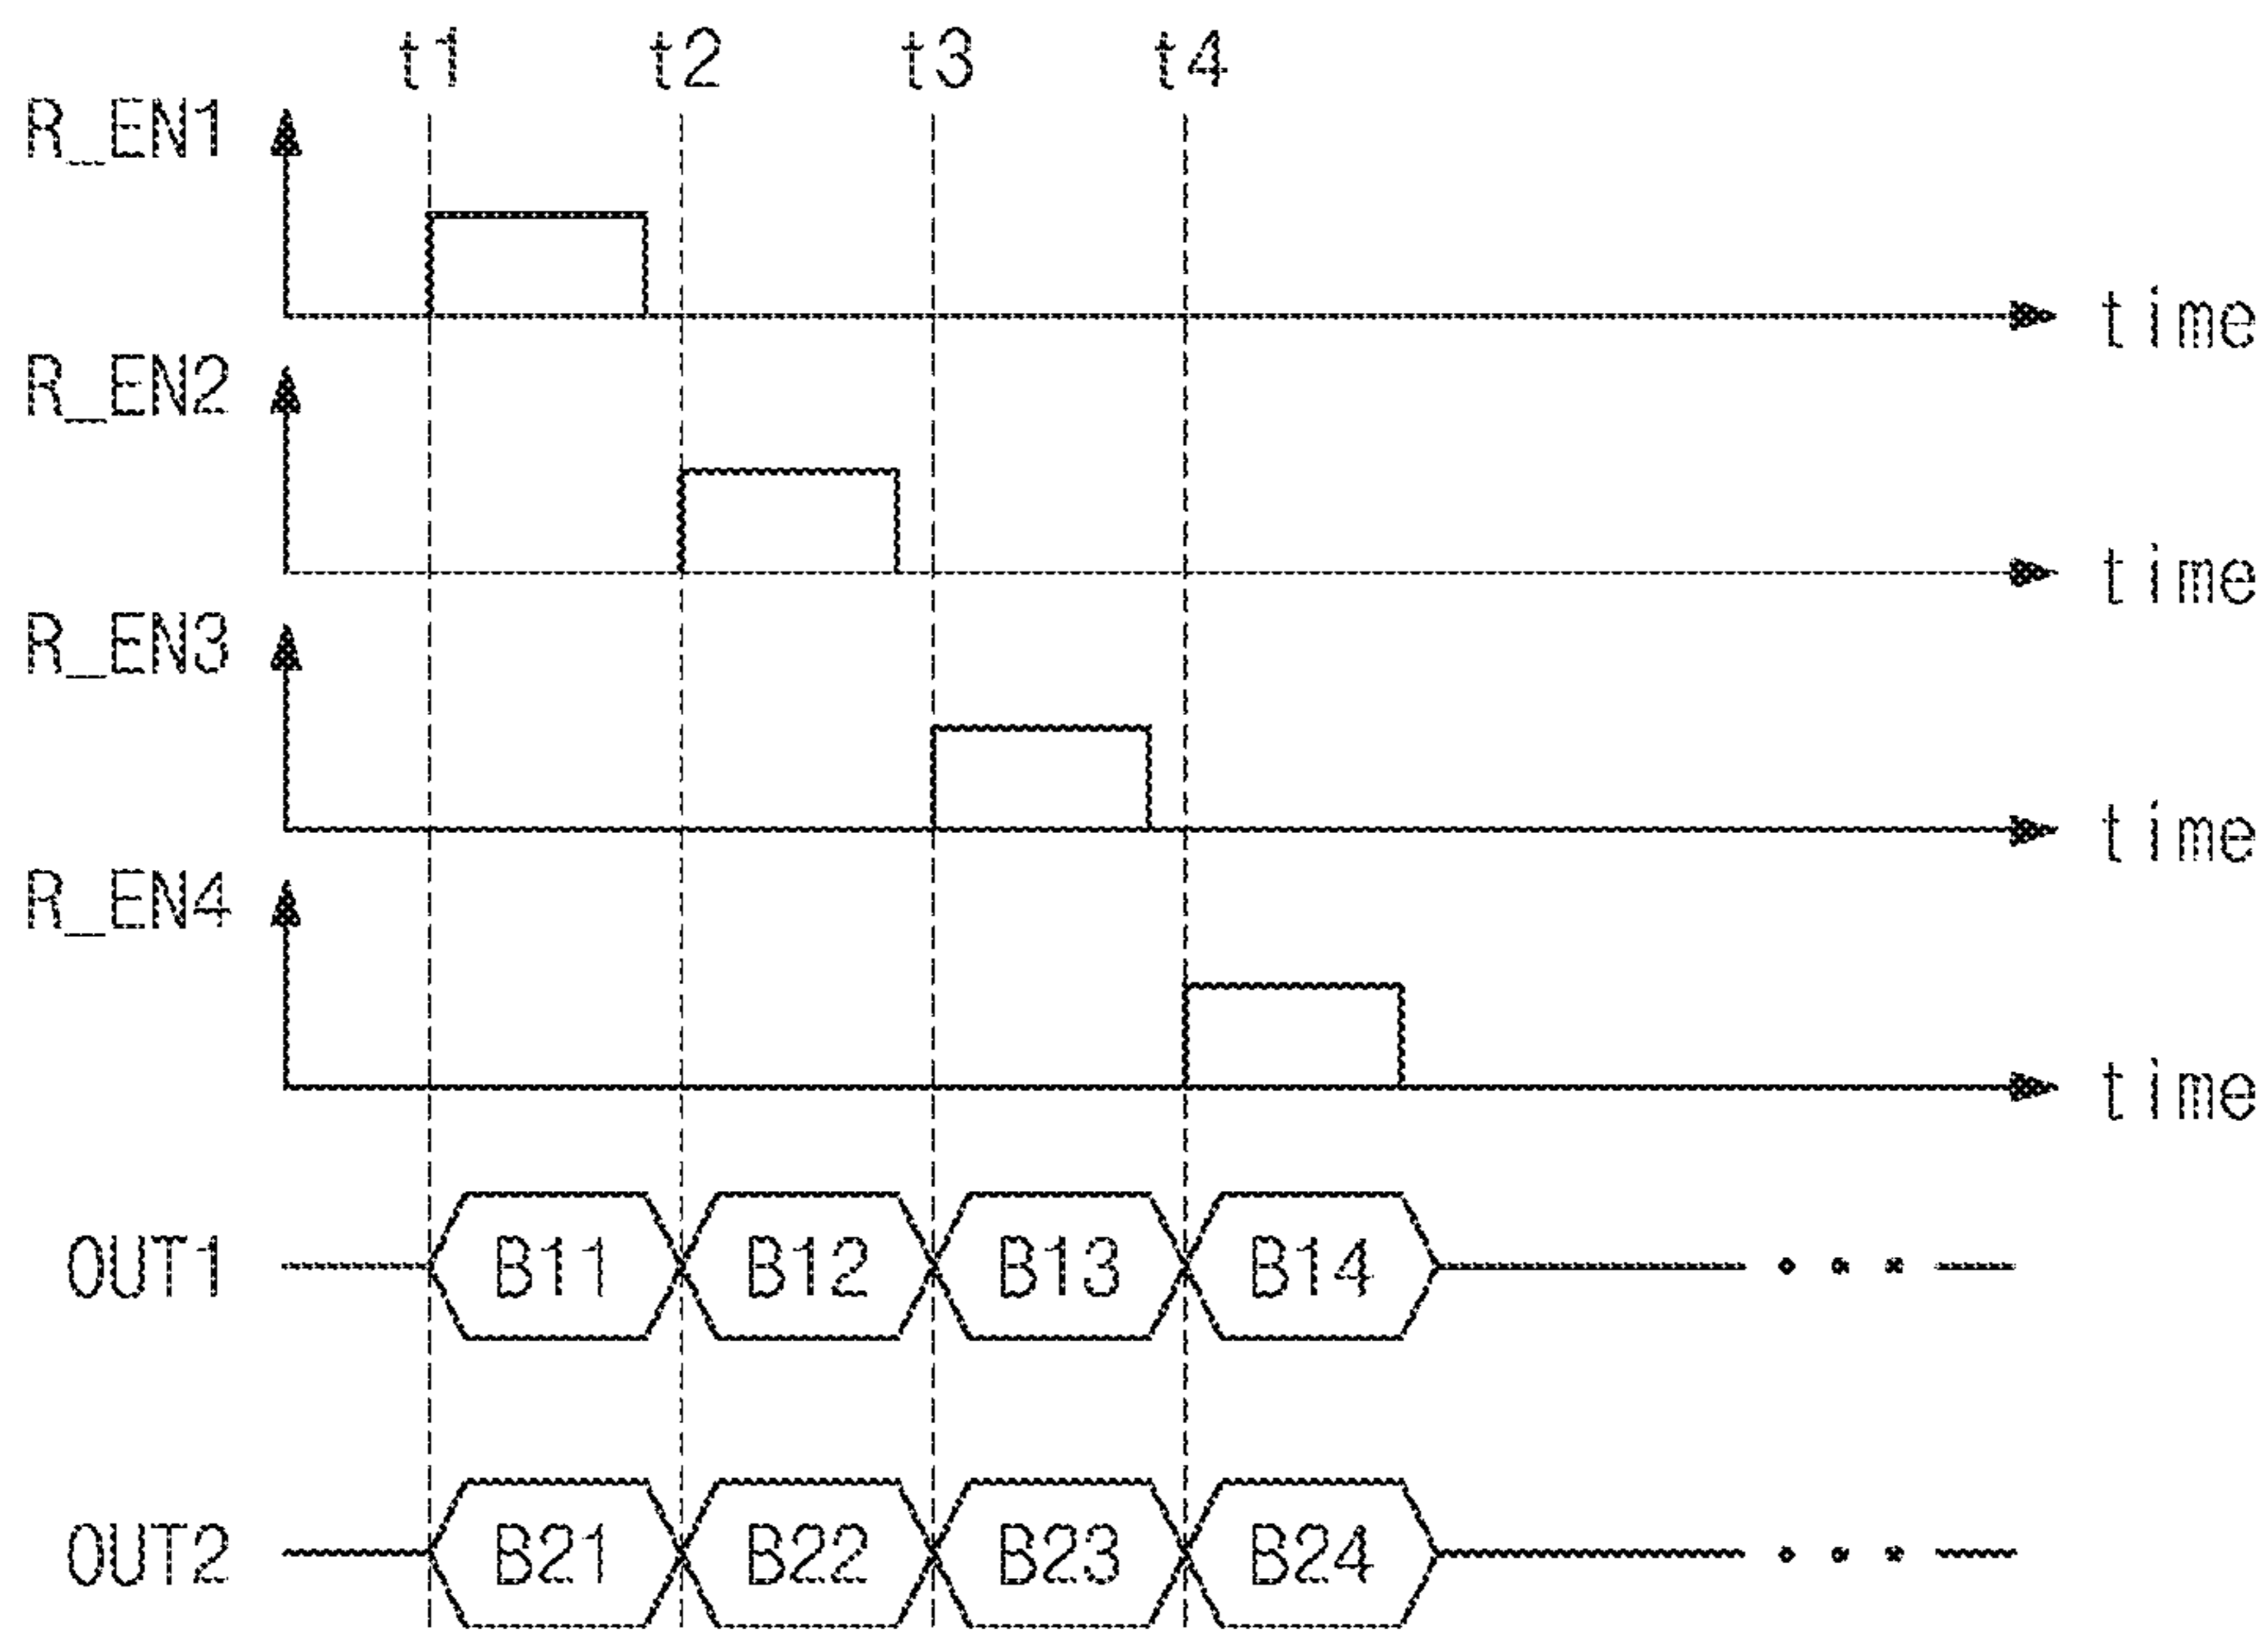 t1 t2 t3 t4
R_EN1
time
R_EN2
time
R_EN3
time
R_EN4
time
OUT1 B11 B12 B13 B14
OUT2 B21 B22 B23 B24